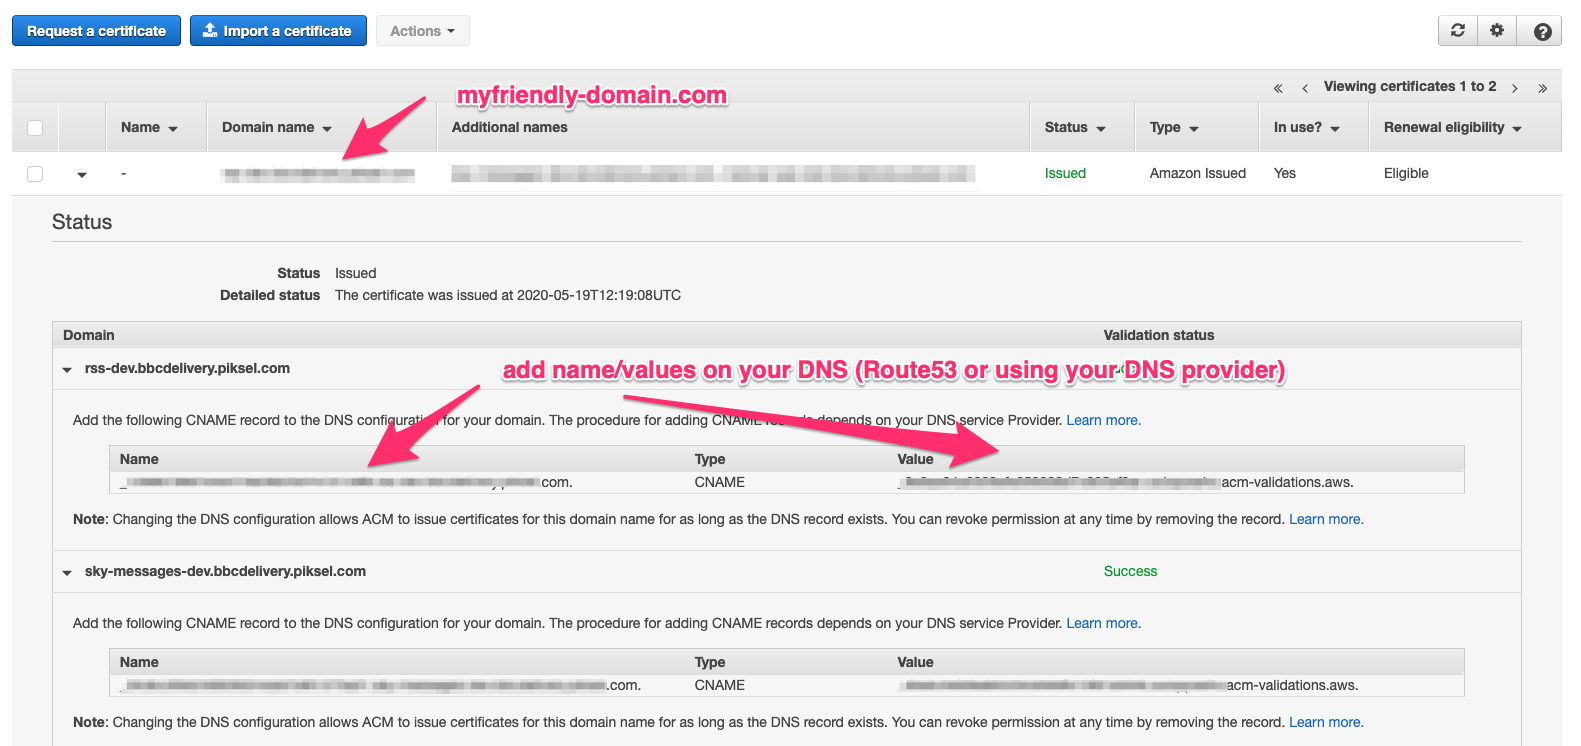 Request a certificate Import a certificate Actions
« ‹ Viewing certificates 1 to 2 › »
myfriendly-domain.com
Name Domain name Additional names Status Type In use? Renewal eligibility
- Issued Amazon Issued Yes Eligible
Status
Status Issued
Detailed status The certificate was issued at 2020-05-19T12:19:08UTC
Domain Validation status
rss-dev.bbcdelivery.piksel.com
add name/values on your DNS (Route53 or using your DNS provider)
Add the following CNAME record to the DNS configuration for your domain. The procedure for adding CNAME records depends on your DNS service Provider. Learn more.
Name Type Value
.com. CNAME acm-validations.aws.
Note: Changing the DNS configuration allows ACM to issue certificates for this domain name for as long as the DNS record exists. You can revoke permission at any time by removing the record. Learn more.
sky-messages-dev.bbcdelivery.piksel.com Success
Add the following CNAME record to the DNS configuration for your domain. The procedure for adding CNAME records depends on your DNS service Provider. Learn more.
Name Type Value
.com. CNAME acm-validations.aws.
Note: Changing the DNS configuration allows ACM to issue certificates for this domain name for as long as the DNS record exists. You can revoke permission at any time by removing the record. Learn more.